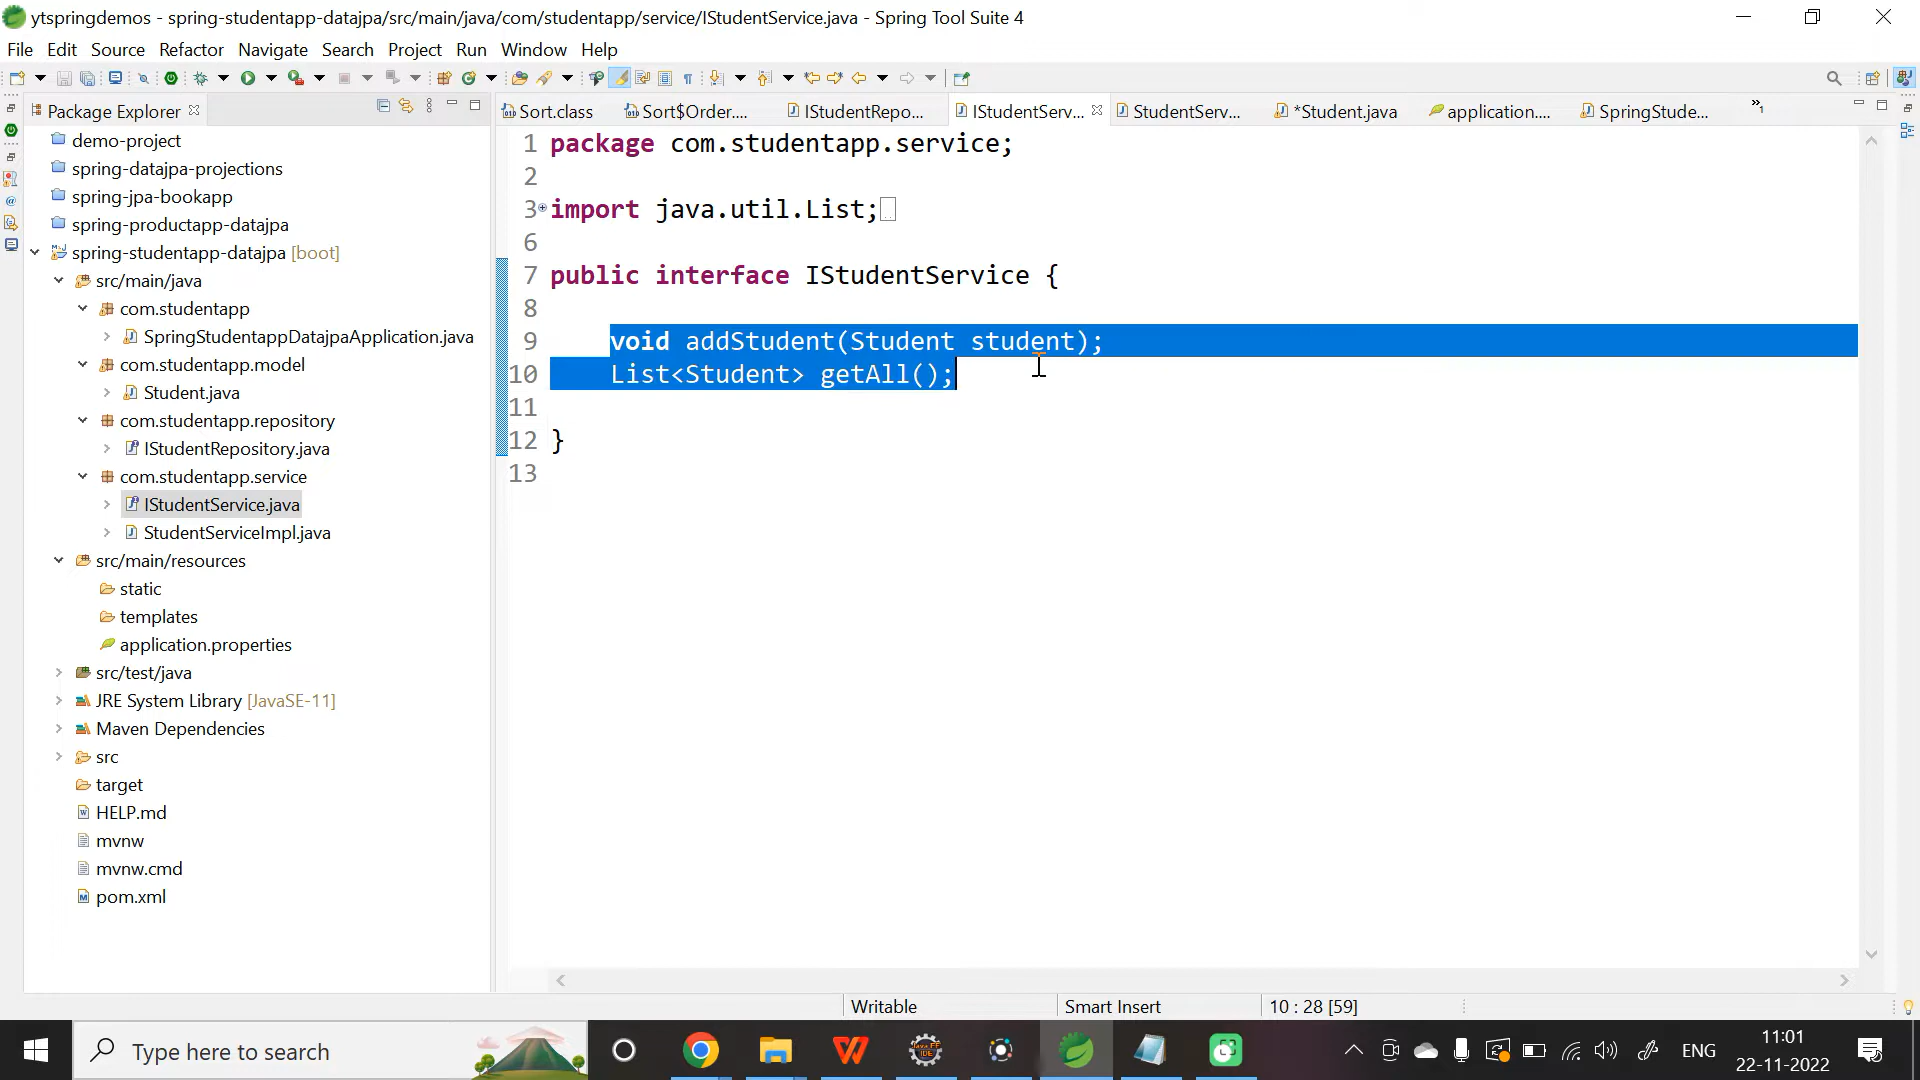 ytspringdemos - spring-studentapp-datajpa/src/main/java/com/studentapp/service/IStudentService.java - Spring Tool Suite 4
File Edit Source Refactor Navigate Search Project Run Window Help
Package Explorer
Sort.class Sort$Order.... IStudentRepo... IStudentServ... StudentServ... *Student.java application.... SpringStude... »1
demo-project
spring-datajpa-projections
spring-jpa-bookapp
spring-productapp-datajpa
spring-studentapp-datajpa [boot]
src/main/java
com.studentapp
SpringStudentappDatajpaApplication.java
com.studentapp.model
Student.java
com.studentapp.repository
IStudentRepository.java
com.studentapp.service
IStudentService.java
StudentServiceImpl.java
src/main/resources
static
templates
application.properties
src/test/java
JRE System Library [JavaSE-11]
Maven Dependencies
src
target
HELP.md
mvnw
mvnw.cmd
pom.xml
1 package com.studentapp.service;
2
3 import java.util.List;
6
7 public interface IStudentService {
8
9 void addStudent(Student student);
10 List<Student> getAll();
11
12 }
13
Writable Smart Insert 10 : 28 [59]
Type here to search
ENG
11:01
22-11-2022